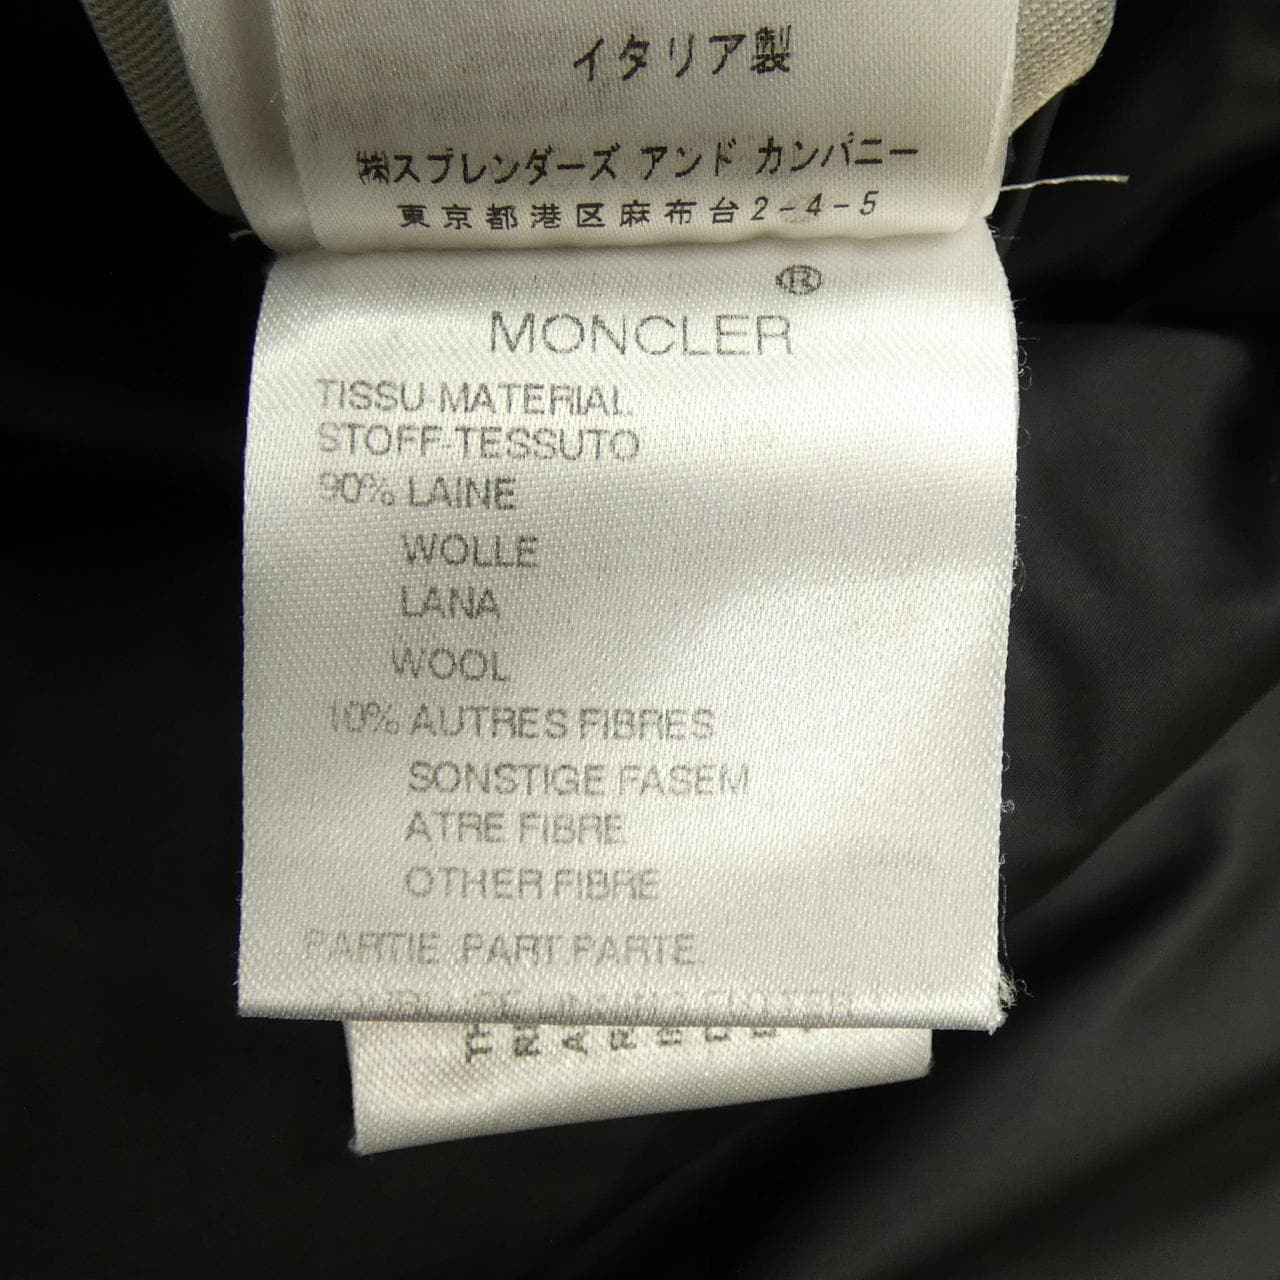 イタリア製
㈱スプレンダーズ アンド カンパニー
東京都港区麻布台2-4-5
®
MONCLER
TISSU-MATERIAL
STOFF-TESSUTO
90% LAINE
WOLLE
LANA
WOOL
10% AUTRES FIBRES
SONSTIGE FASEM
ATRE FIBRE
OTHER FIBRE
PARTIE PART PARTE